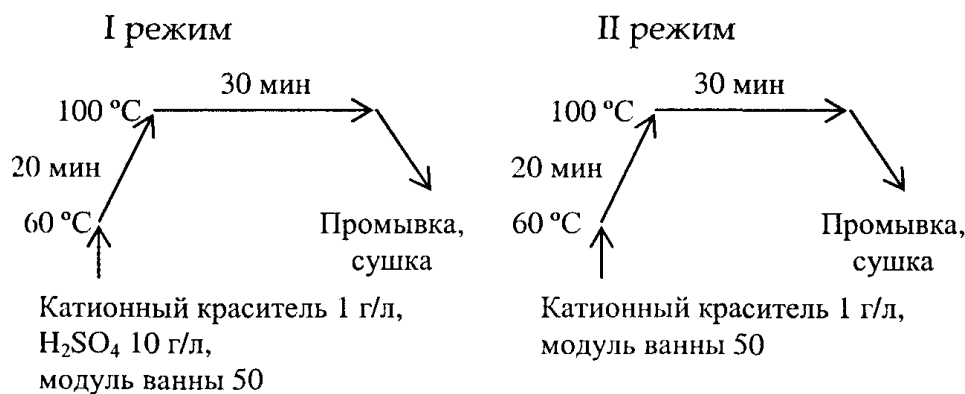 I режим
30 мин
100 °C
20 мин
60 °C
Промывка,
сушка
Катионный краситель 1 г/л,
H₂SO₄ 10 г/л,
модуль ванны 50
II режим
30 мин
100 °C
20 мин
60 °C
Промывка,
сушка
Катионный краситель 1 г/л,
модуль ванны 50